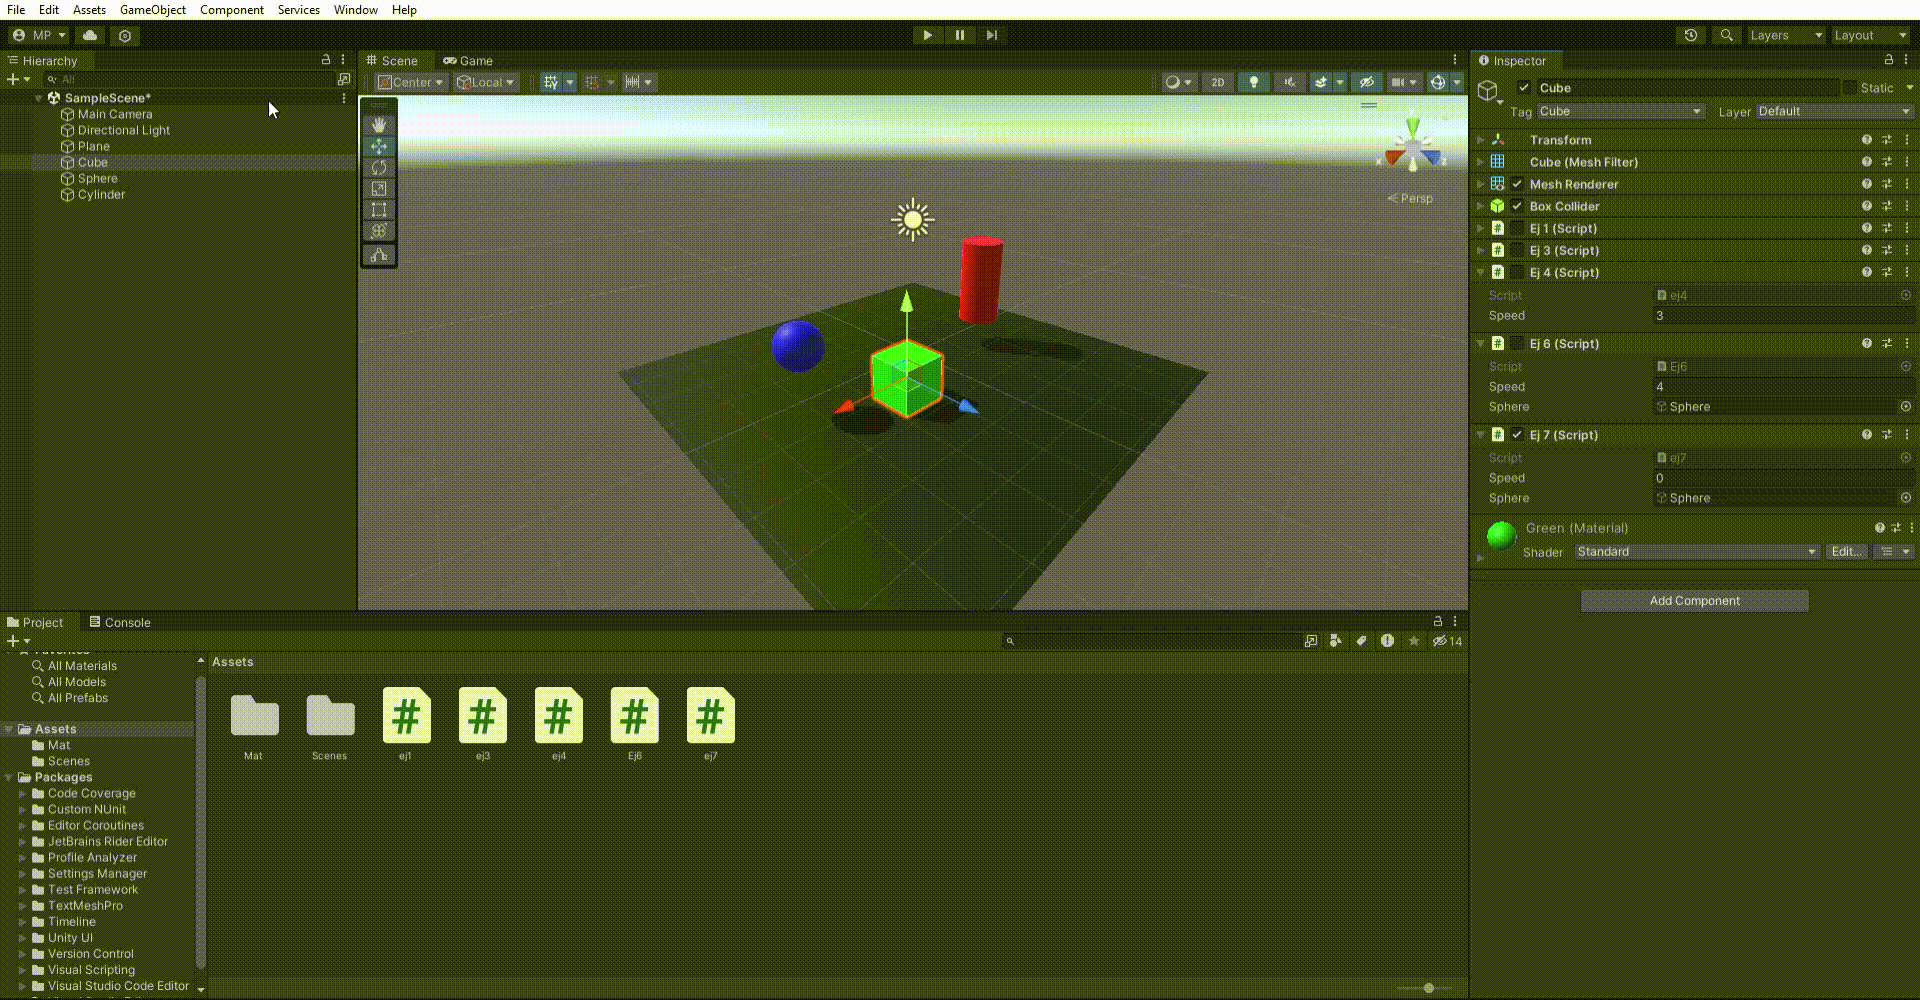 File Edit Assets GameObject Component Services Window Help
MP
Layers Layout
Hierarchy
All
SampleScene*
Main Camera
Directional Light
Plane
Cube
Sphere
Cylinder
Scene Game
Center Local
2D
Y
X
Z
Persp
Inspector
Cube Static
Tag Cube Layer Default
Transform
Cube (Mesh Filter)
Mesh Renderer
Box Collider
Ej 1 (Script)
Ej 3 (Script)
Ej 4 (Script)
Script ej4
Speed 3
Ej 6 (Script)
Script Ej6
Speed 4
Sphere Sphere
Ej 7 (Script)
Script ej7
Speed 0
Sphere Sphere
Green (Material)
Shader Standard Edit...
Add Component
Project Console
14
Favorites
All Materials
All Models
All Prefabs
Assets
Mat
Scenes
Packages
Code Coverage
Custom NUnit
Editor Coroutines
JetBrains Rider Editor
Profile Analyzer
Settings Manager
Test Framework
TextMeshPro
Timeline
Unity UI
Version Control
Visual Scripting
Visual Studio Code Editor
Assets
Mat Scenes ej1 ej3 ej4 Ej6 ej7